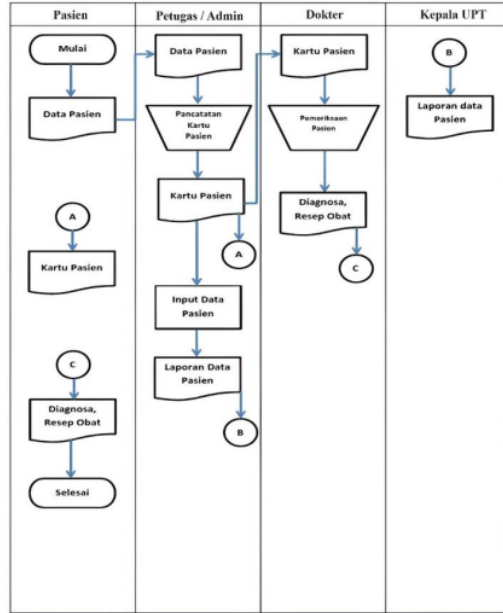 Pasien
Mulai
Data Pasien
A
Kartu Pasien
C
Diagnosa,
Resep Obat
Selesai
Petugas / Admin
Data Pasien
Pancatatan
Kartu
Pasien
Kartu Pasien
A
Input Data
Pasien
Laporan Data
Pasien
B
Dokter
Kartu Pasien
Pemeriksaan
Pasien
Diagnosa,
Resep Obat
C
Kepala UPT
B
Laporan data
Pasien